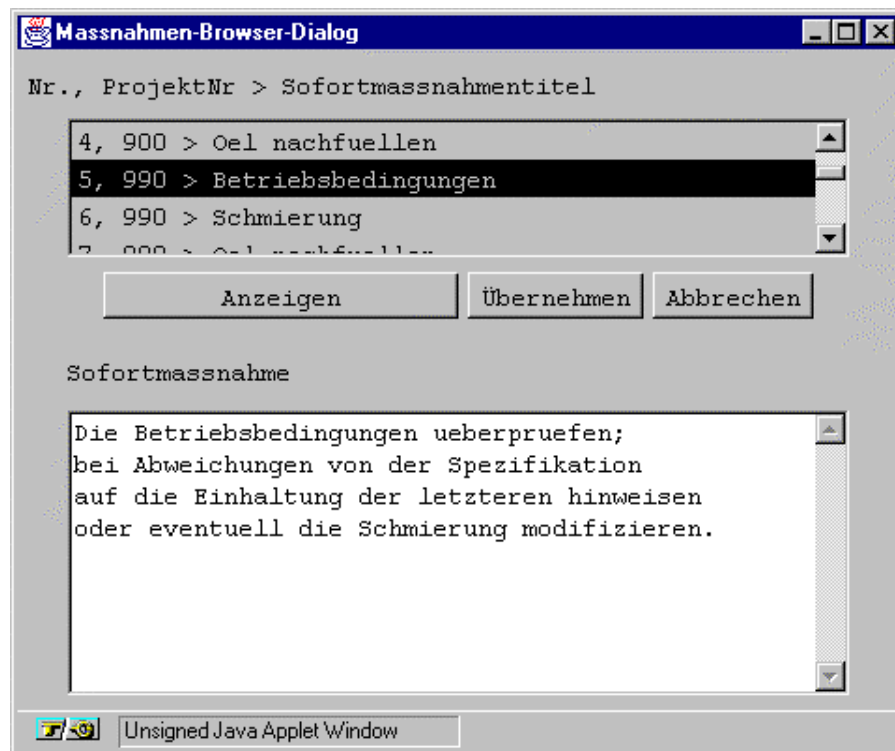 Massnahmen-Browser-Dialog
Nr., ProjektNr > Sofortmassnahmentitel
4, 900 > Oel nachfuellen
5, 990 > Betriebsbedingungen
6, 990 > Schmierung
Anzeigen Übernehmen Abbrechen
Sofortmassnahme
Die Betriebsbedingungen ueberpruefen;
bei Abweichungen von der Spezifikation
auf die Einhaltung der letzteren hinweisen
oder eventuell die Schmierung modifizieren.
Unsigned Java Applet Window